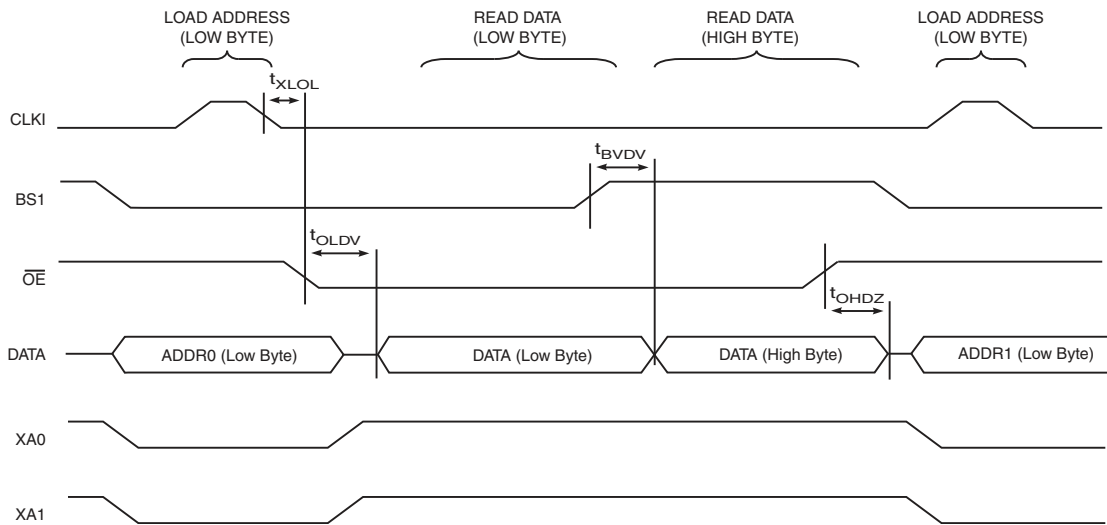 LOAD ADDRESS
(LOW BYTE)
READ DATA
(LOW BYTE)
READ DATA
(HIGH BYTE)
LOAD ADDRESS
(LOW BYTE)
tXLOL
CLKI
tBVDV
BS1
tOLDV
OE
tOHDZ
DATA
ADDR0 (Low Byte)
DATA (Low Byte)
DATA (High Byte)
ADDR1 (Low Byte)
XA0
XA1